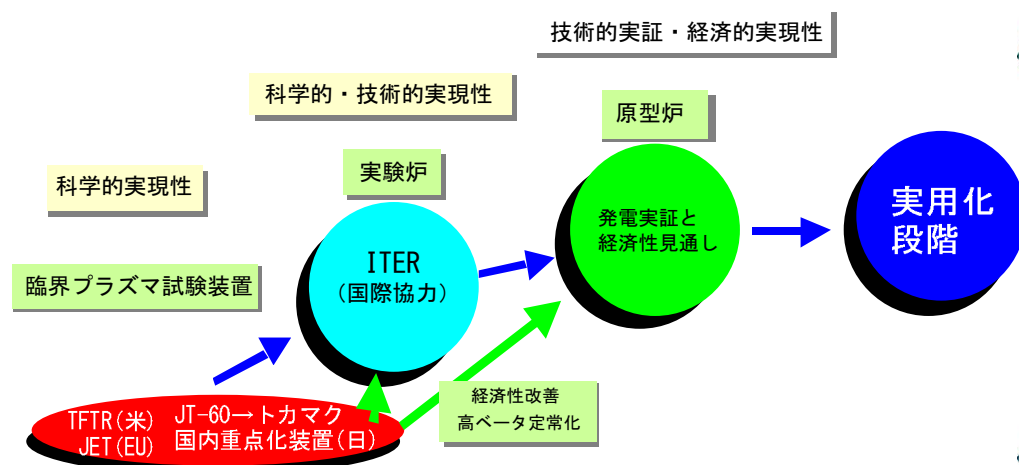 技術的実証・経済的実現性
科学的・技術的実現性
原型炉
実験炉
科学的実現性
実用化
段階
発電実証と
経済性見通し
ITER
(国際協力)
臨界プラズマ試験装置
経済性改善
高ベータ定常化
TFTR(米)
JET(EU)
JT-60→トカマク
国内重点化装置(日)